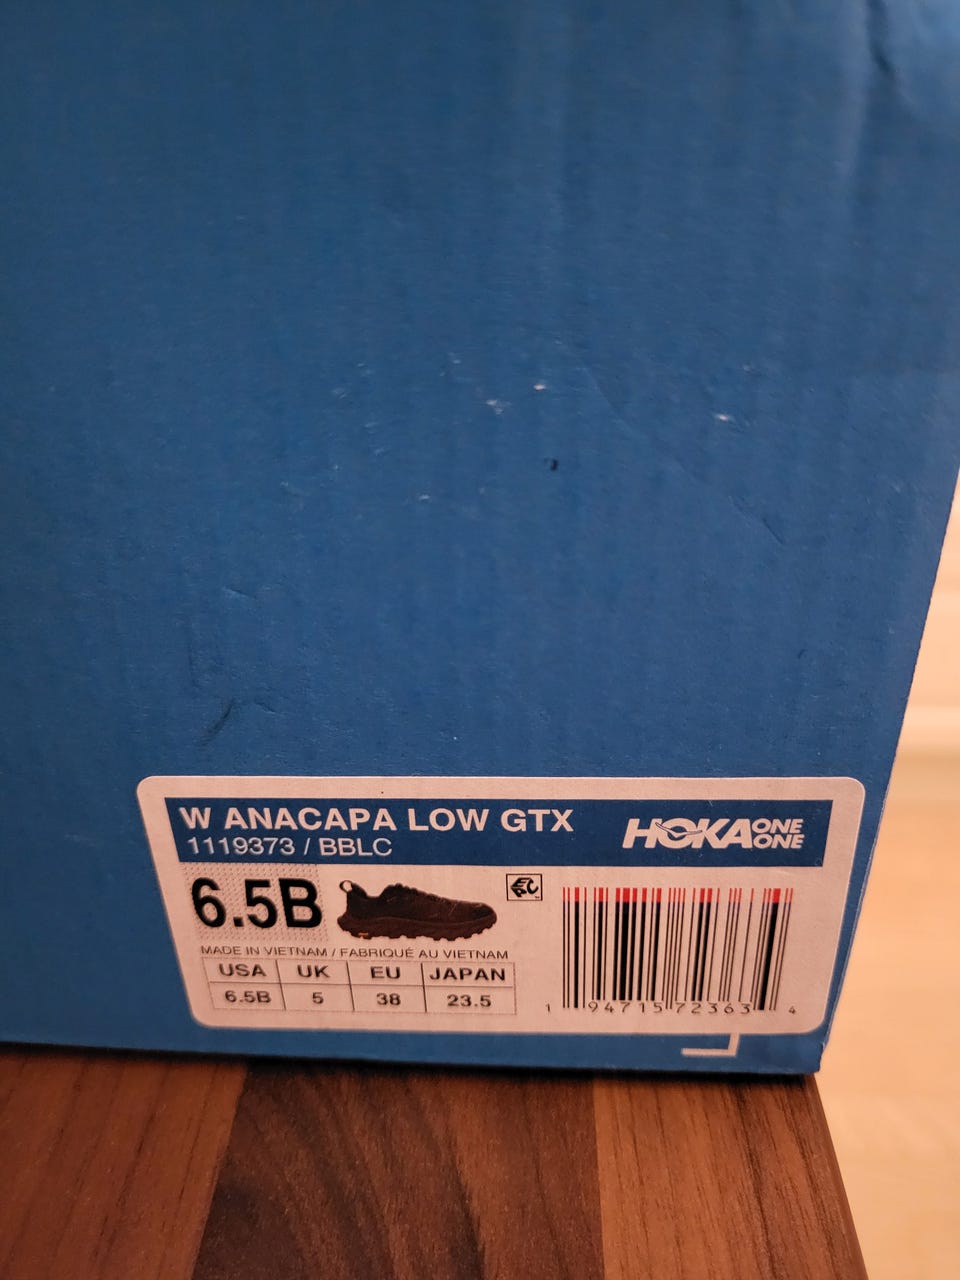 W ANACAPA LOW GTX
1119373 / BBLC
HOKA ONE ONE
6.5B
MADE IN VIETNAM / FABRIQUÉ AU VIETNAM
USA UK EU JAPAN
6.5B 5 38 23.5
1 94715 72363 4